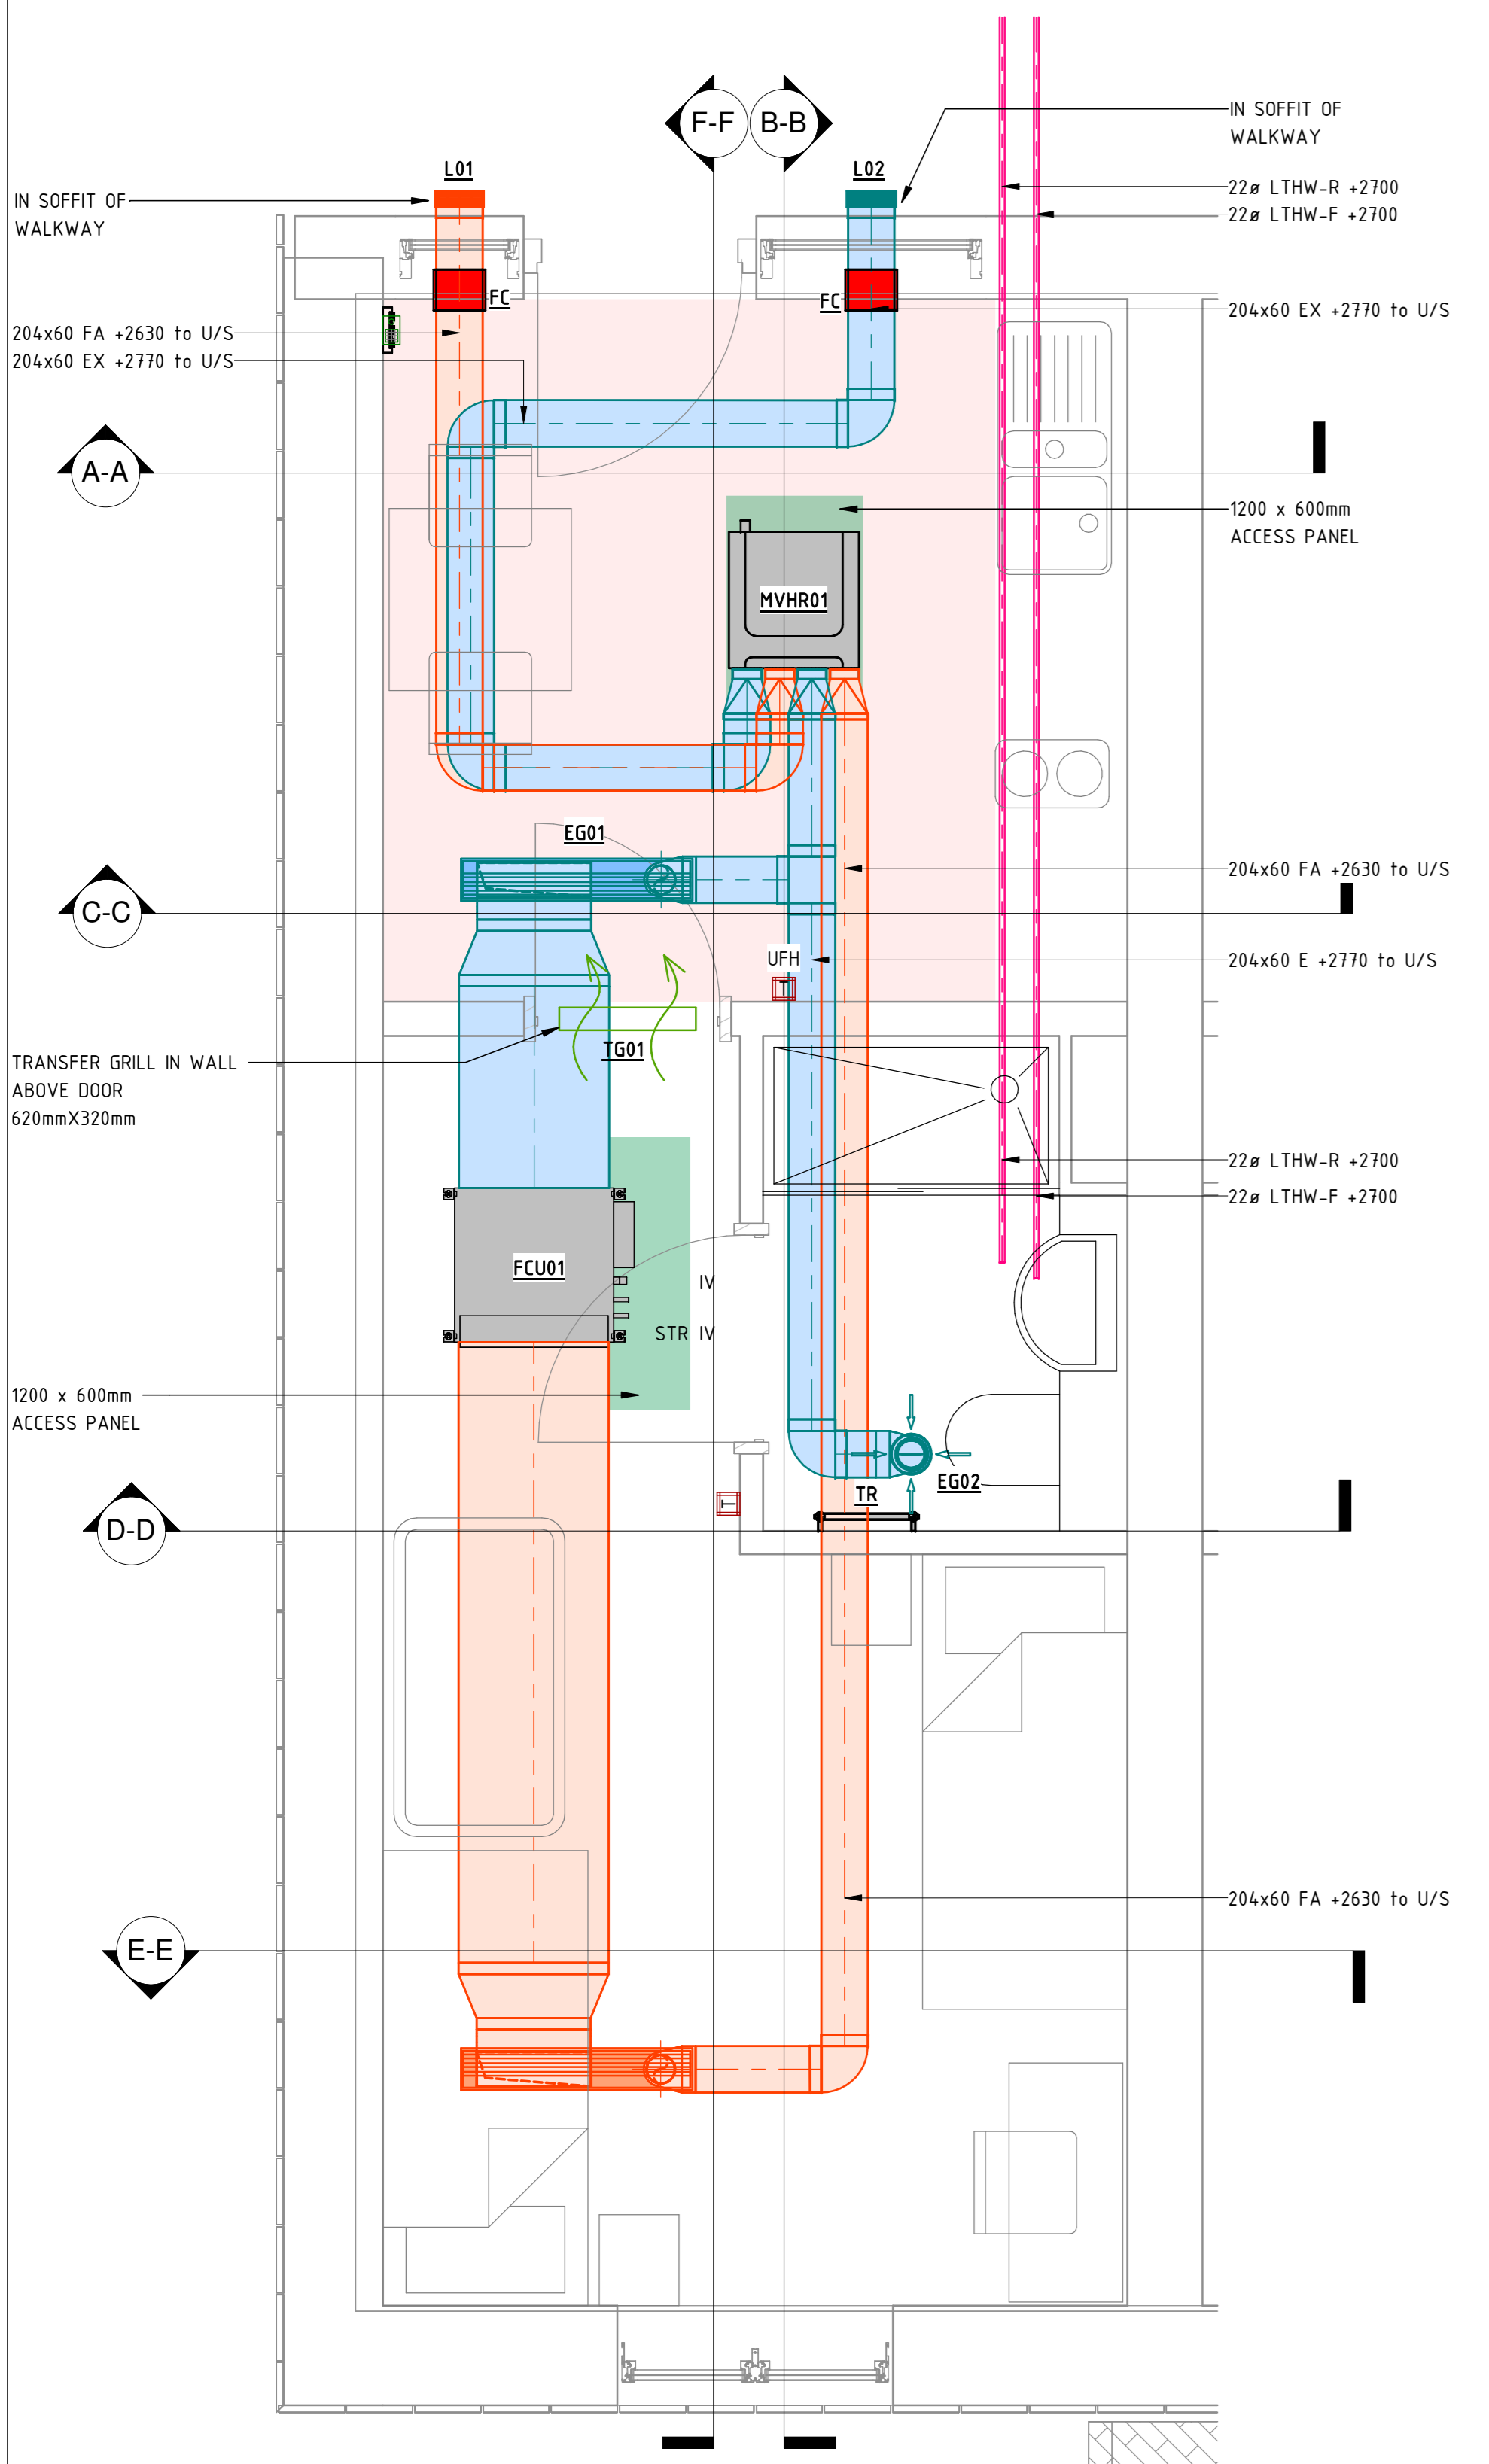 F-F
B-B
IN SOFFIT OF
WALKWAY
L01
L02
22ø LTHW-R +2700
IN SOFFIT OF
WALKWAY
22ø LTHW-F +2700
FC
FC
204x60 EX +2770 to U/S
204x60 FA +2630 to U/S
204x60 EX +2770 to U/S
A-A
1200 x 600mm
ACCESS PANEL
MVHR01
EG01
204x60 FA +2630 to U/S
C-C
UFH
204x60 E +2770 to U/S
T
TG01
TRANSFER GRILL IN WALL
ABOVE DOOR
620mmX320mm
22ø LTHW-R +2700
22ø LTHW-F +2700
FCU01
IV
STR IV
1200 x 600mm
ACCESS PANEL
EG02
TR
T
D-D
204x60 FA +2630 to U/S
E-E